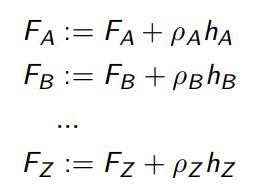 F_A := F_A + ρ_A h_A
F_B := F_B + ρ_B h_B
...
F_Z := F_Z + ρ_Z h_Z